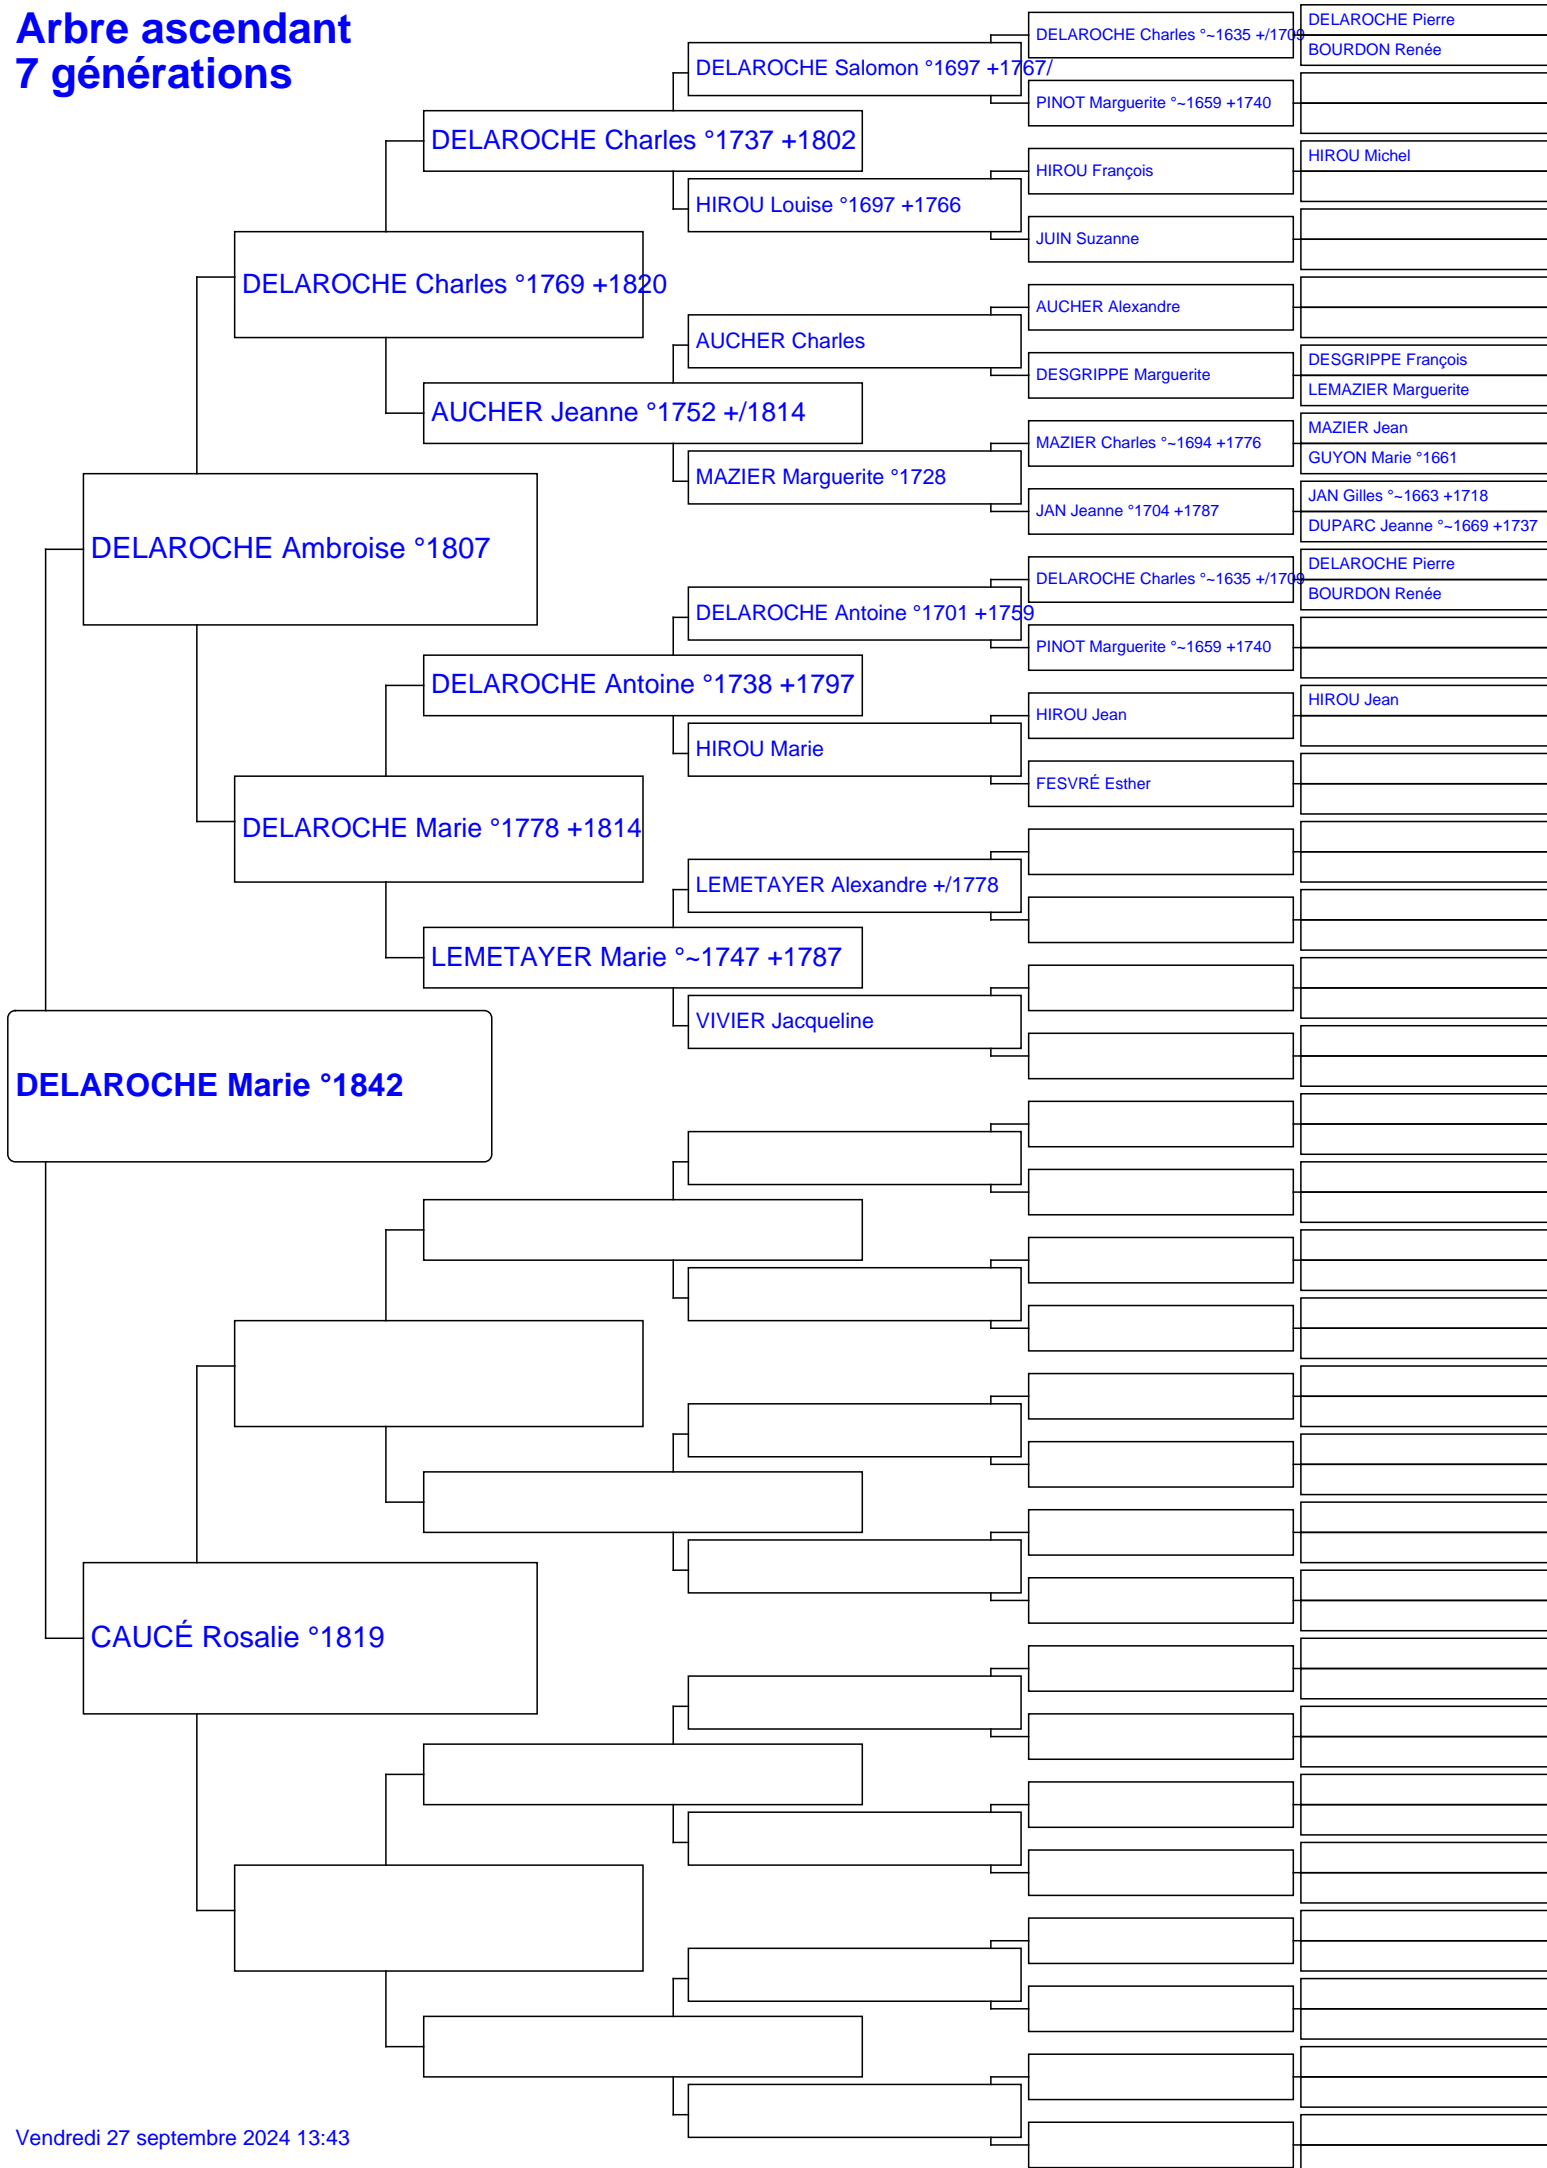 Arbre ascendant
7 générations
DELAROCHE Marie °1842
DELAROCHE Ambroise °1807
CAUCÉ Rosalie °1819
DELAROCHE Charles °1769 +1820
DELAROCHE Marie °1778 +1814
DELAROCHE Charles °1737 +1802
AUCHER Jeanne °1752 +/1814
DELAROCHE Antoine °1738 +1797
LEMETAYER Marie °~1747 +1787
DELAROCHE Salomon °1697 +1767/
HIROU Louise °1697 +1766
AUCHER Charles
MAZIER Marguerite °1728
DELAROCHE Antoine °1701 +1759
HIROU Marie
LEMETAYER Alexandre +/1778
VIVIER Jacqueline
DELAROCHE Charles °~1635 +/1709
PINOT Marguerite °~1659 +1740
HIROU François
JUIN Suzanne
AUCHER Alexandre
DESGRIPPE Marguerite
MAZIER Charles °~1694 +1776
JAN Jeanne °1704 +1787
DELAROCHE Charles °~1635 +/1709
PINOT Marguerite °~1659 +1740
HIROU Jean
FESVRÉ Esther
DELAROCHE Pierre
BOURDON Renée
HIROU Michel
DESGRIPPE François
LEMAZIER Marguerite
MAZIER Jean
GUYON Marie °1661
JAN Gilles °~1663 +1718
DUPARC Jeanne °~1669 +1737
DELAROCHE Pierre
BOURDON Renée
HIROU Jean
Vendredi 27 septembre 2024 13:43